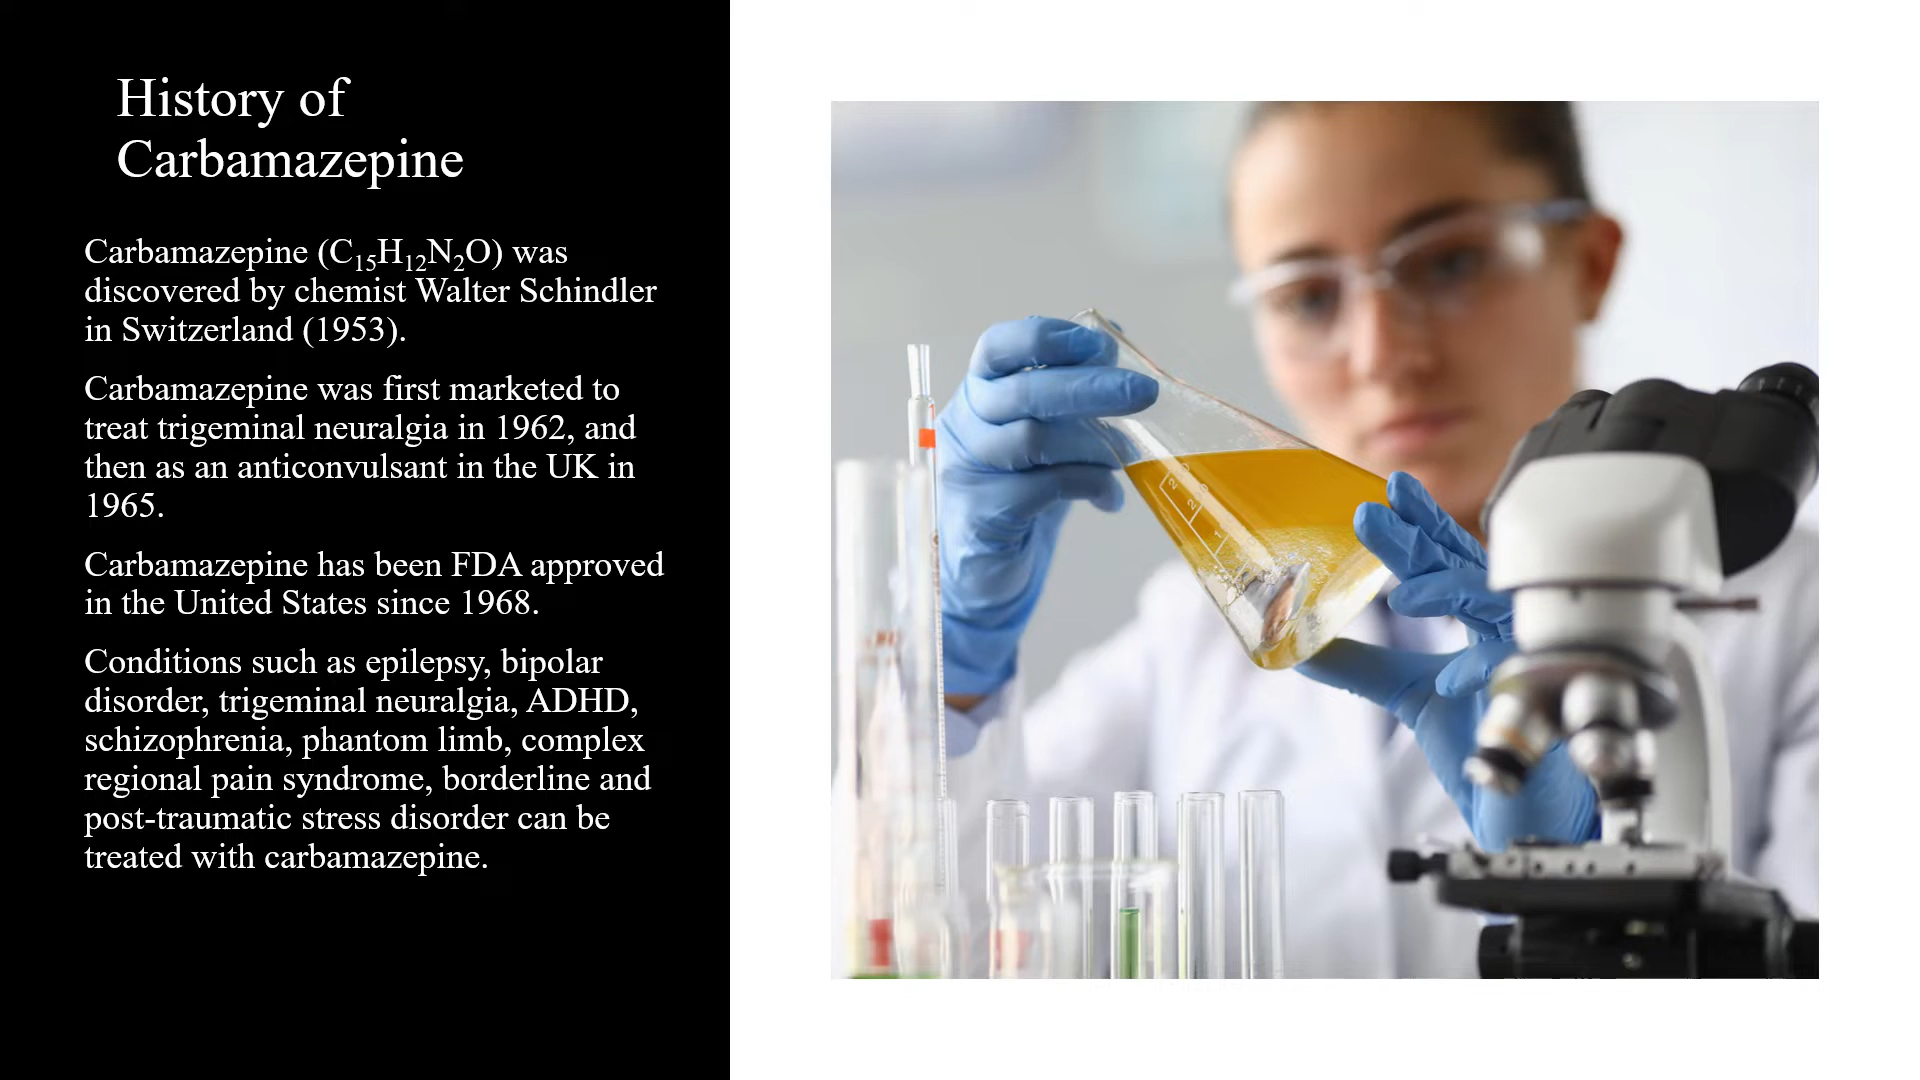 History of
Carbamazepine
Carbamazepine (C₁₅H₁₂N₂O) was
discovered by chemist Walter Schindler
in Switzerland (1953).
Carbamazepine was first marketed to
treat trigeminal neuralgia in 1962, and
then as an anticonvulsant in the UK in
1965.
Carbamazepine has been FDA approved
in the United States since 1968.
Conditions such as epilepsy, bipolar
disorder, trigeminal neuralgia, ADHD,
schizophrenia, phantom limb, complex
regional pain syndrome, borderline and
post-traumatic stress disorder can be
treated with carbamazepine.